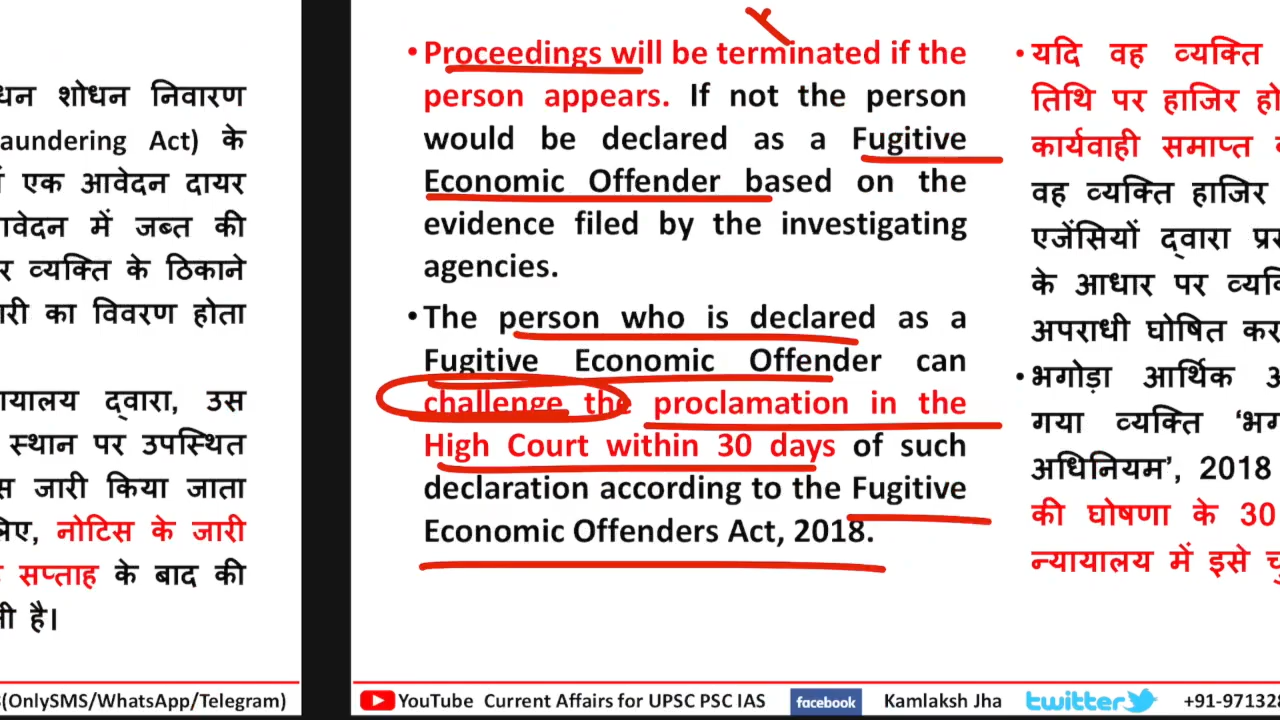 धन शोधन निवारण
aundering Act) के
एक आवेदन दायर
आवेदन में जब्त की
व्यक्ति के ठिकाने
का विवरण होता
द्वारा, उस
स्थान पर उपस्थित
जारी किया जाता
नोटिस के जारी
सप्ताह के बाद की
है।
• Proceedings will be terminated if the
person appears. If not the person
would be declared as a Fugitive
Economic Offender based on the
evidence filed by the investigating
agencies.
• The person who is declared as a
Fugitive Economic Offender can
challenge the proclamation in the
High Court within 30 days of such
declaration according to the Fugitive
Economic Offenders Act, 2018.
• यदि वह व्यक्ति
तिथि पर हाजिर
कार्यवाही समाप्त
वह व्यक्ति हाजिर
एजेंसियों द्वारा
के आधार पर
अपराधी घोषित
• भगोड़ा आर्थिक
गया व्यक्ति
अधिनियम’, 2018
की घोषणा के 30
न्यायालय में इसे
(OnlySMS/WhatsApp/Telegram)
YouTube Current Affairs for UPSC PSC IAS facebook Kamlaksh Jha twitter +91-97132